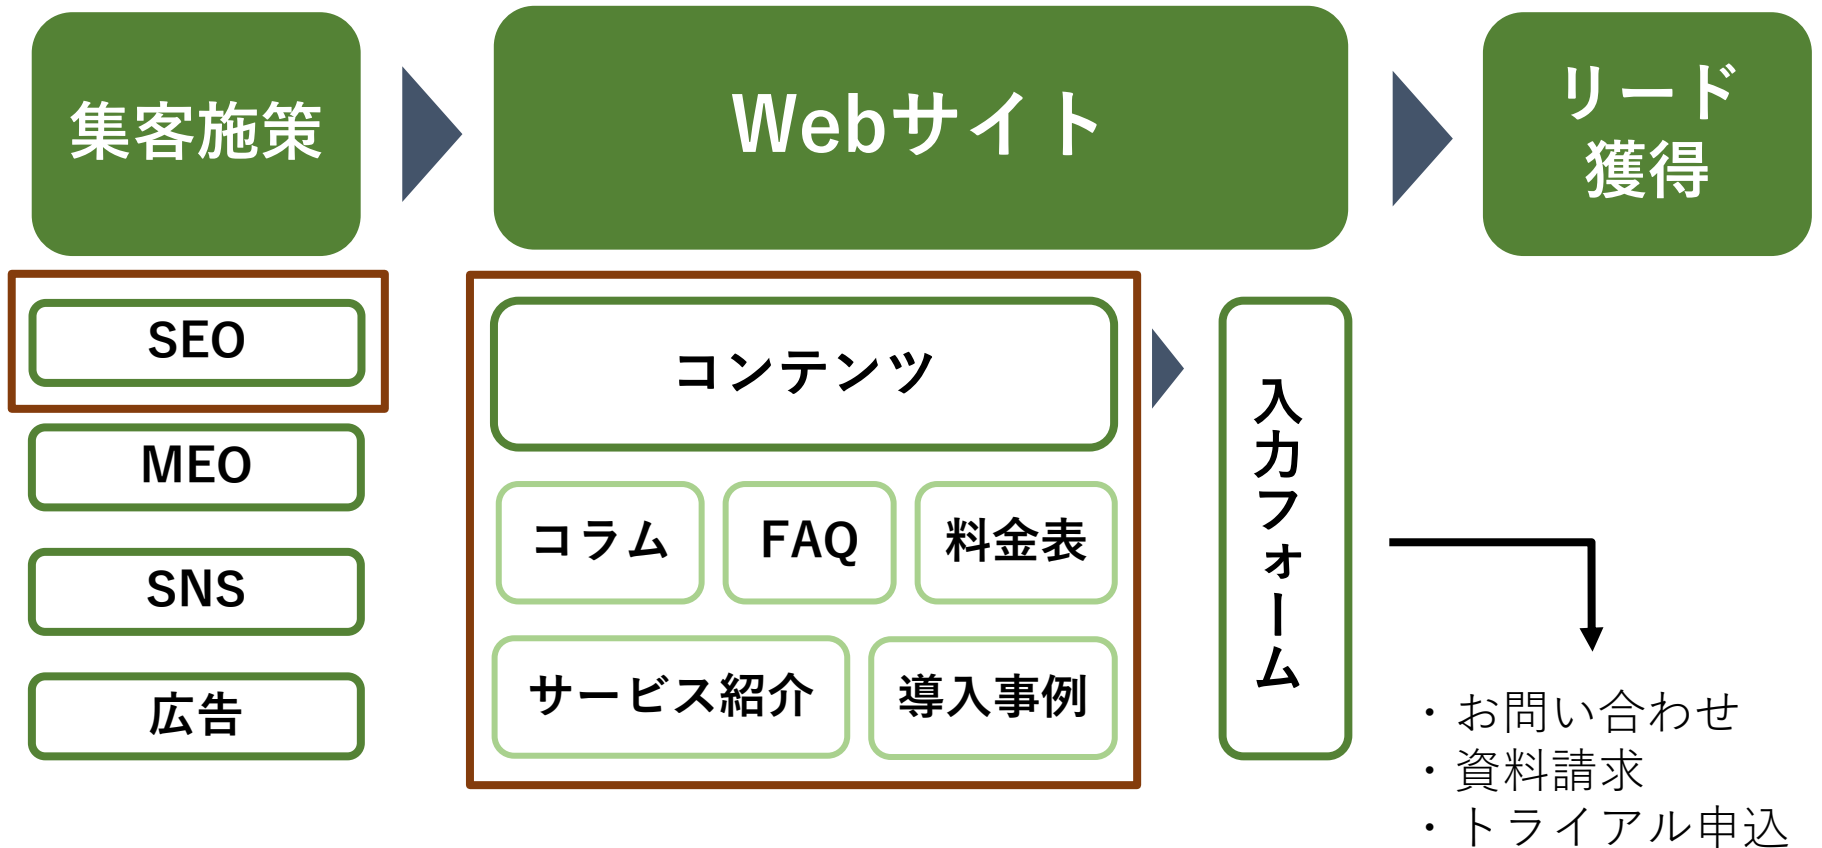 集客施策
Webサイト
リード
獲得
SEO
MEO
SNS
広告
コンテンツ
コラム
FAQ
料金表
サービス紹介
導入事例
入力フォーム
・お問い合わせ
・資料請求
・トライアル申込